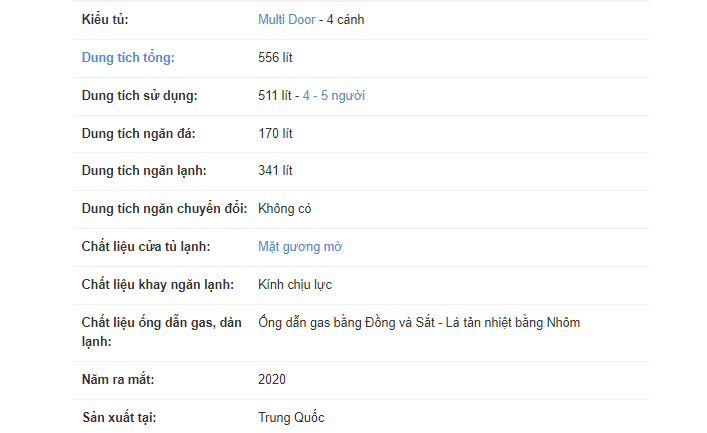 Kiểu tủ: Multi Door - 4 cánh
Dung tích tổng: 556 lít
Dung tích sử dụng: 511 lít - 4 - 5 người
Dung tích ngăn đá: 170 lít
Dung tích ngăn lạnh: 341 lít
Dung tích ngăn chuyển đổi: Không có
Chất liệu cửa tủ lạnh: Mặt gương mờ
Chất liệu khay ngăn lạnh: Kính chịu lực
Chất liệu ống dẫn gas, dàn Ống dẫn gas bằng Đồng và Sắt - Lá tản nhiệt bằng Nhôm
lạnh:
Năm ra mắt: 2020
Sản xuất tại: Trung Quốc